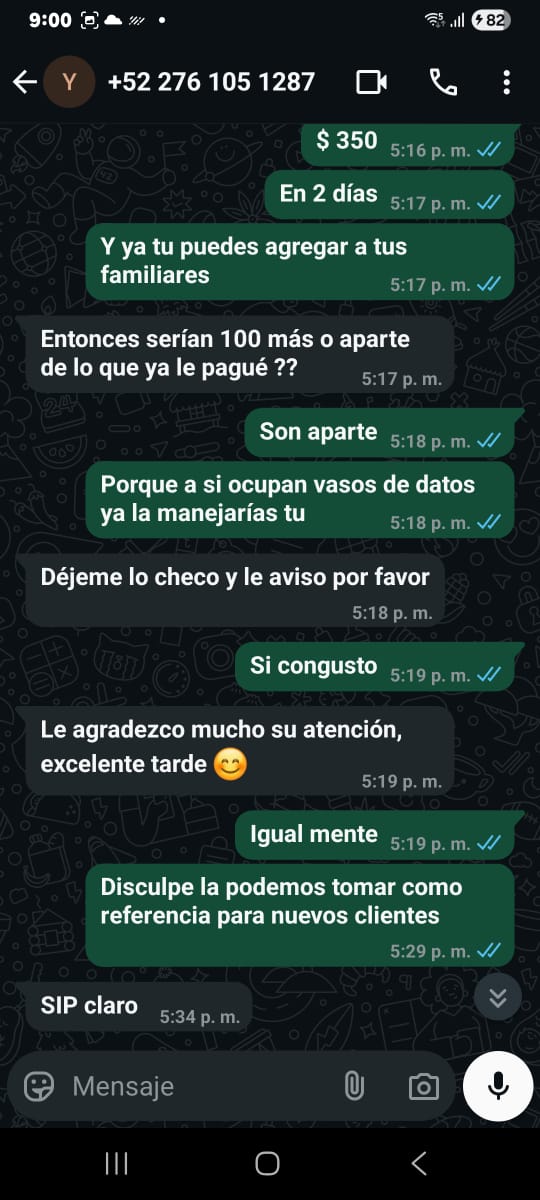 9:00
82
Y
+52 276 105 1287
$ 350
5:16 p. m.
En 2 días
5:17 p. m.
Y ya tu puedes agregar a tus
familiares
5:17 p. m.
Entonces serían 100 más o aparte
de lo que ya le pagué ??
5:17 p. m.
Son aparte
5:18 p. m.
Porque a si ocupan vasos de datos
ya la manejarías tu
5:18 p. m.
Déjeme lo checo y le aviso por favor
5:18 p. m.
Si congusto
5:19 p. m.
Le agradezco mucho su atención,
excelente tarde 😊
5:19 p. m.
Igual mente
5:19 p. m.
Disculpe la podemos tomar como
referencia para nuevos clientes
5:29 p. m.
SIP claro
5:34 p. m.
Mensaje